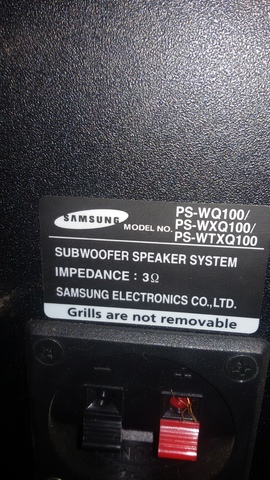 SAMSUNG MODEL NO. PS-WQ100/
PS-WXQ100/
PS-WTXQ100
SUBWOOFER SPEAKER SYSTEM
IMPEDANCE : 3Ω
SAMSUNG ELECTRONICS CO.,LTD.
Grills are not removable
- +